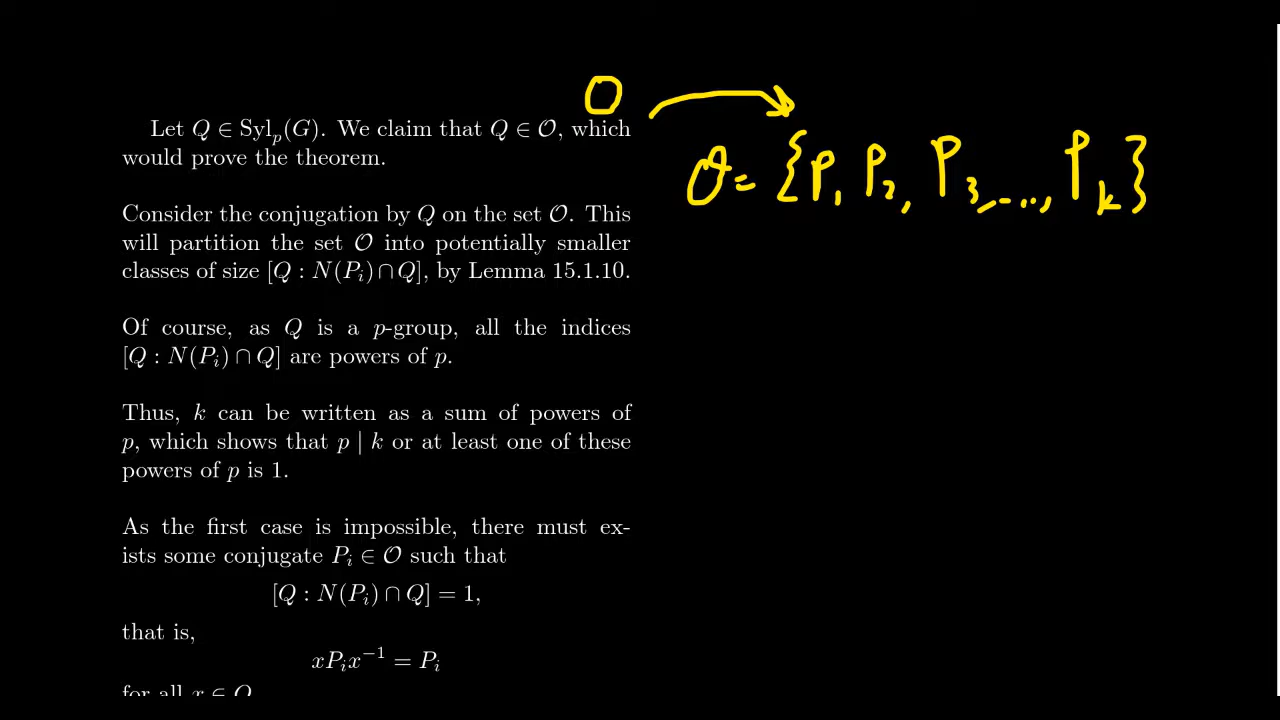 O
Let Q ∈ Sylₚ(G). We claim that Q ∈ 𝒪, which
would prove the theorem.
𝒪 = {P₁, P₂, P₃, ..., Pₖ}
Consider the conjugation by Q on the set 𝒪. This
will partition the set 𝒪 into potentially smaller
classes of size [Q : N(Pᵢ) ∩ Q], by Lemma 15.1.10.
Of course, as Q is a p-group, all the indices
[Q : N(Pᵢ) ∩ Q] are powers of p.
Thus, k can be written as a sum of powers of
p, which shows that p | k or at least one of these
powers of p is 1.
As the first case is impossible, there must ex-
ists some conjugate Pᵢ ∈ 𝒪 such that
[Q : N(Pᵢ) ∩ Q] = 1,
that is,
xPᵢx⁻¹ = Pᵢ
for all x ∈ Q